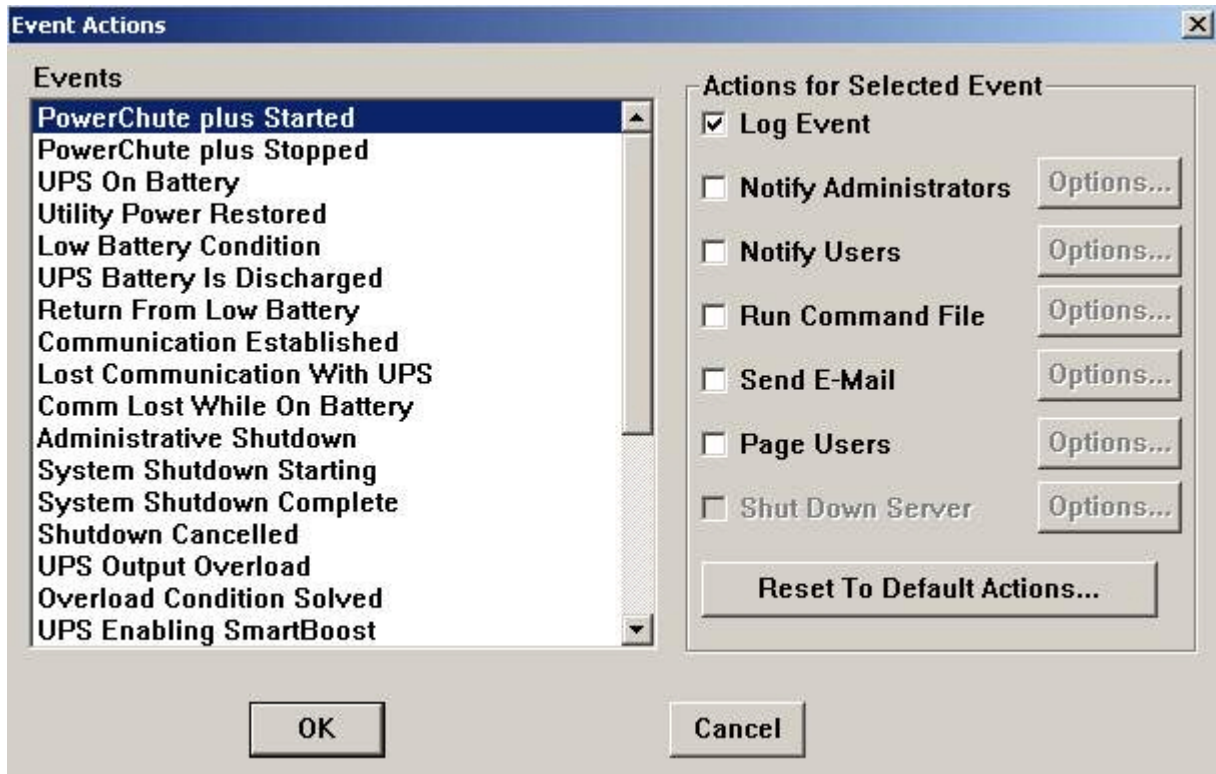 Event Actions
Events
PowerChute plus Started
PowerChute plus Stopped
UPS On Battery
Utility Power Restored
Low Battery Condition
UPS Battery Is Discharged
Return From Low Battery
Communication Established
Lost Communication With UPS
Comm Lost While On Battery
Administrative Shutdown
System Shutdown Starting
System Shutdown Complete
Shutdown Cancelled
UPS Output Overload
Overload Condition Solved
UPS Enabling SmartBoost
Actions for Selected Event
Log Event
Notify Administrators Options...
Notify Users Options...
Run Command File Options...
Send E-Mail Options...
Page Users Options...
Shut Down Server Options...
Reset To Default Actions...
OK
Cancel